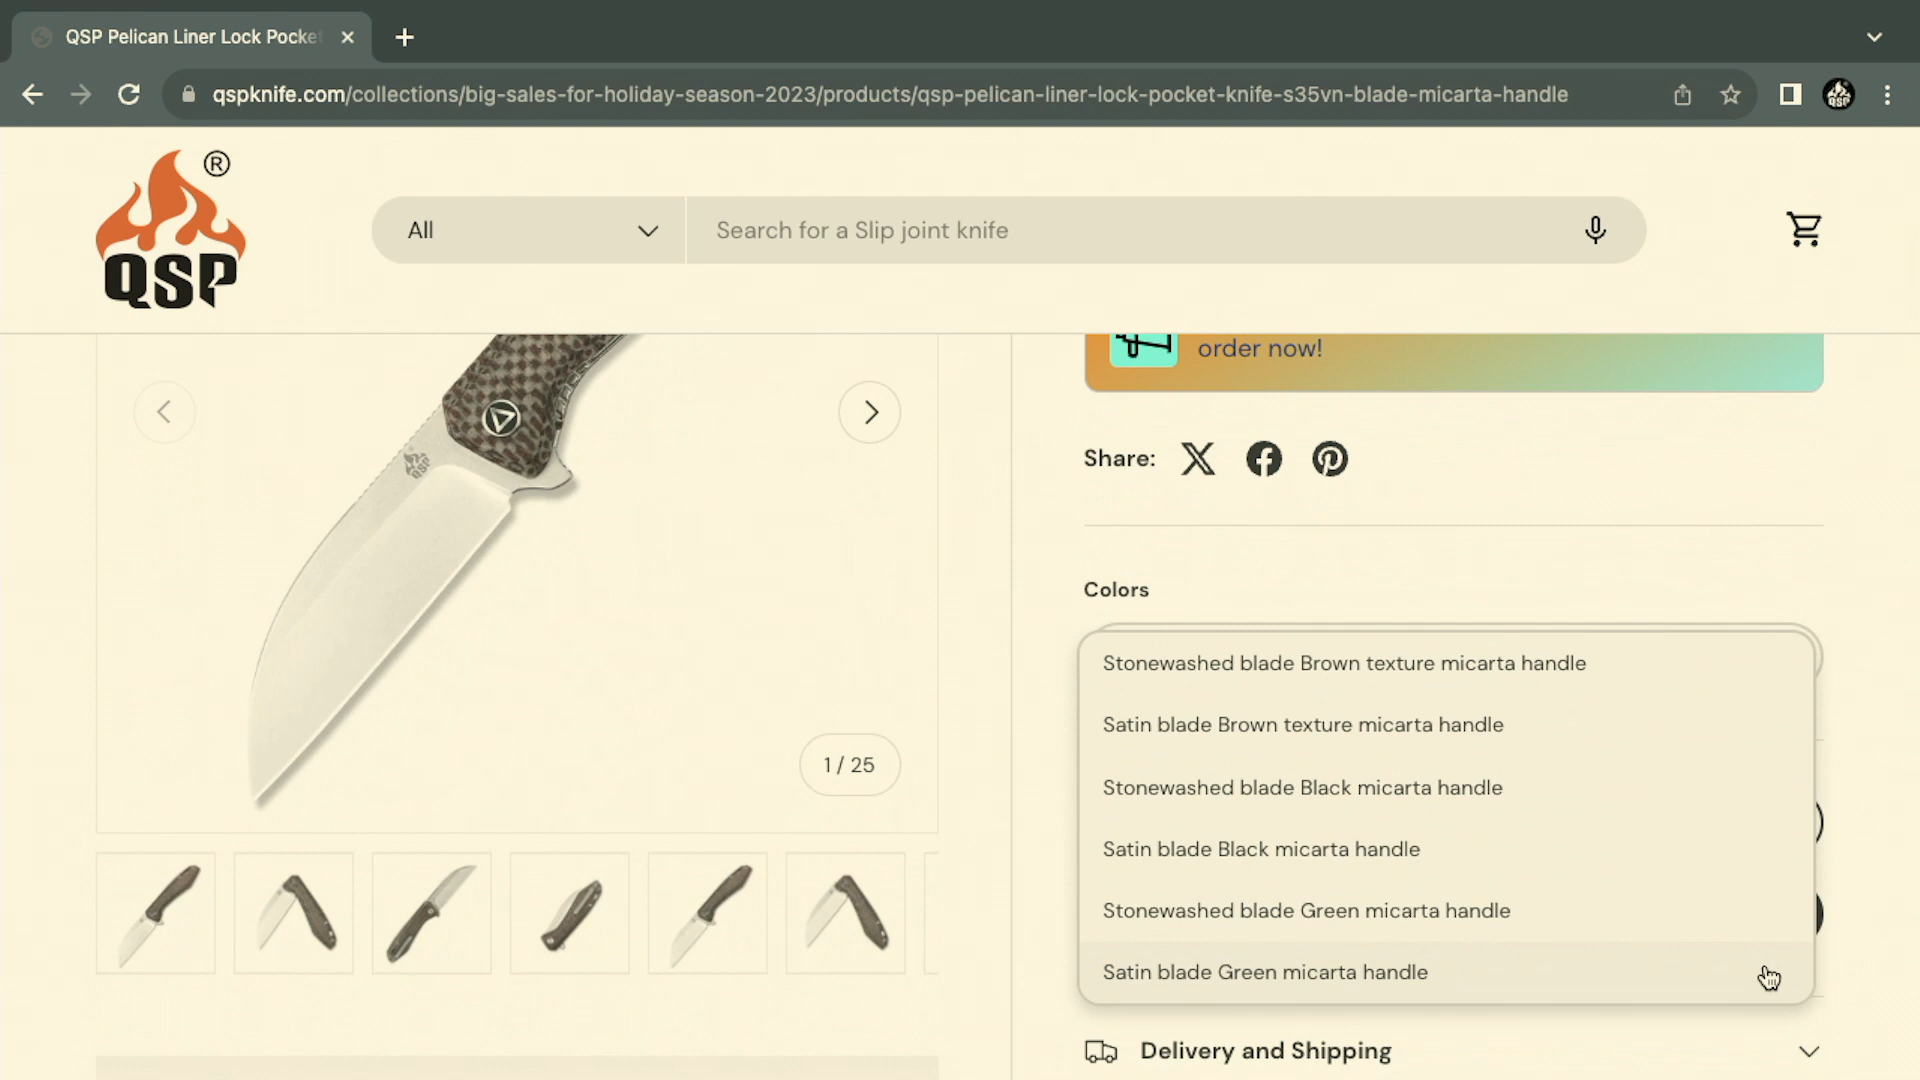 QSP Pelican Liner Lock Pocke
qspknife.com/collections/big-sales-for-holiday-season-2023/products/qsp-pelican-liner-lock-pocket-knife-s35vn-blade-micarta-handle
QSP
®
QSP
All
Search for a Slip joint knife
order now!
Share:
QSP
Colors
Stonewashed blade Brown texture micarta handle
Satin blade Brown texture micarta handle
Stonewashed blade Black micarta handle
1 / 25
Satin blade Black micarta handle
Stonewashed blade Green micarta handle
Satin blade Green micarta handle
Delivery and Shipping